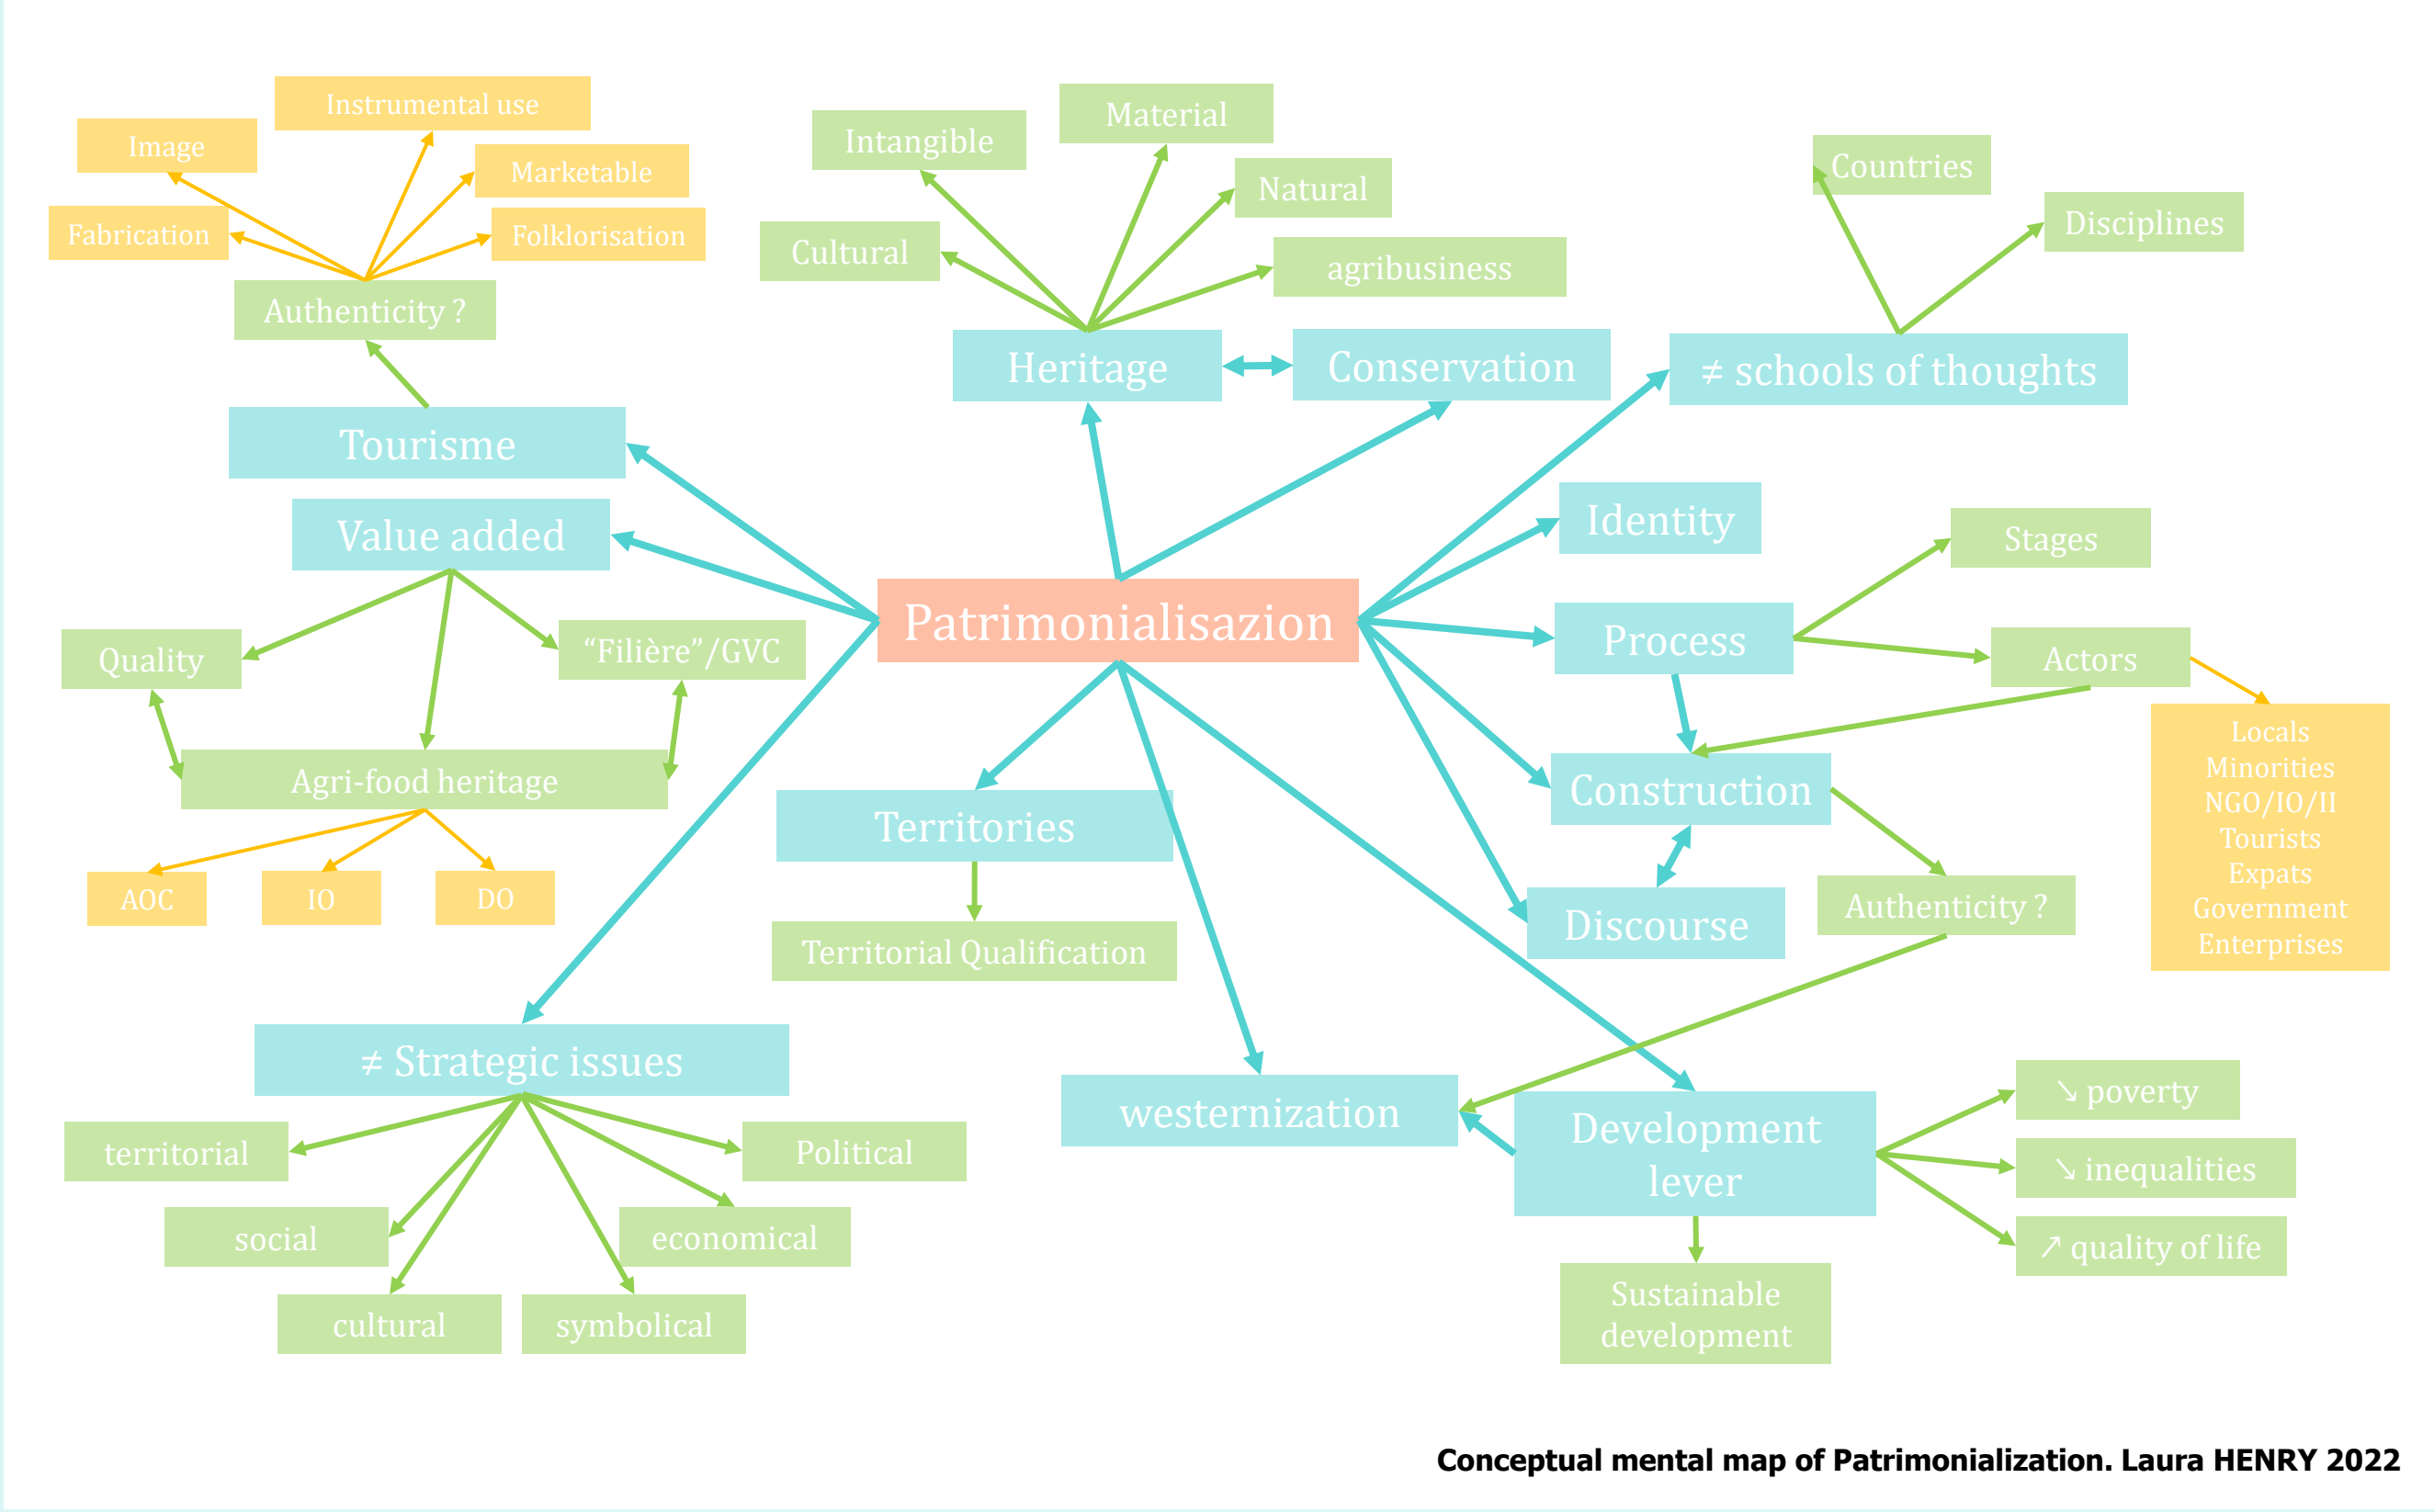 Instrumental use
Image
Marketable
Fabrication
Folklorisation
Authenticity ?
Tourisme
Material
Intangible
Natural
Cultural
agribusiness
Heritage
Conservation
Countries
Disciplines
≠ schools of thoughts
Value added
Quality
“Filière”/GVC
Agri-food heritage
AOC
IO
DO
Patrimonialisazion
Identity
Stages
Process
Actors
Locals
Minorities
NGO/IO/II
Tourists
Expats
Government
Enterprises
Construction
Discourse
Authenticity ?
Territories
Territorial Qualification
≠ Strategic issues
territorial
Political
social
economical
cultural
symbolical
westernization
Development
lever
↘ poverty
↘ inequalities
↗ quality of life
Sustainable
development
Conceptual mental map of Patrimonialization. Laura HENRY 2022